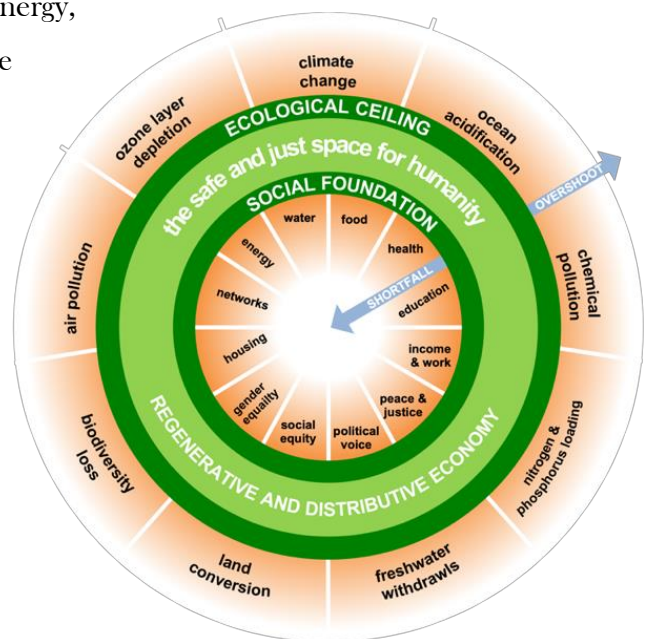 nergy,
e
climate
change
ocean
acidification
chemical
pollution
nitrogen &
phosphorus loading
freshwater
withdrawls
land
conversion
biodiversity
loss
air pollution
ozone layer
depletion
ECOLOGICAL CEILING
the safe and just space for humanity
SOCIAL FOUNDATION
OVERSHOOT
SHORTFALL
water
food
health
education
income
& work
peace &
justice
political
voice
social
equity
gender
equailty
housing
networks
energy
REGENERATIVE AND DISTRIBUTIVE ECONOMY